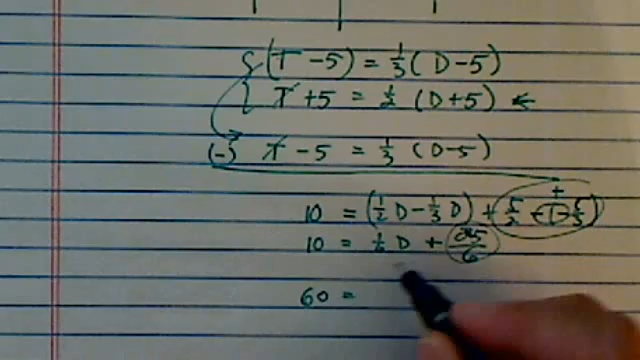 (T − 5) = 1/3 (D − 5)
T + 5 = 1/2 (D + 5) ←
(−) T − 5 = 1/3 (D − 5)
10 = (1/2 D − 1/3 D) + 5/2 + 5/3
10 = 1/6 D + 25/6
60 =